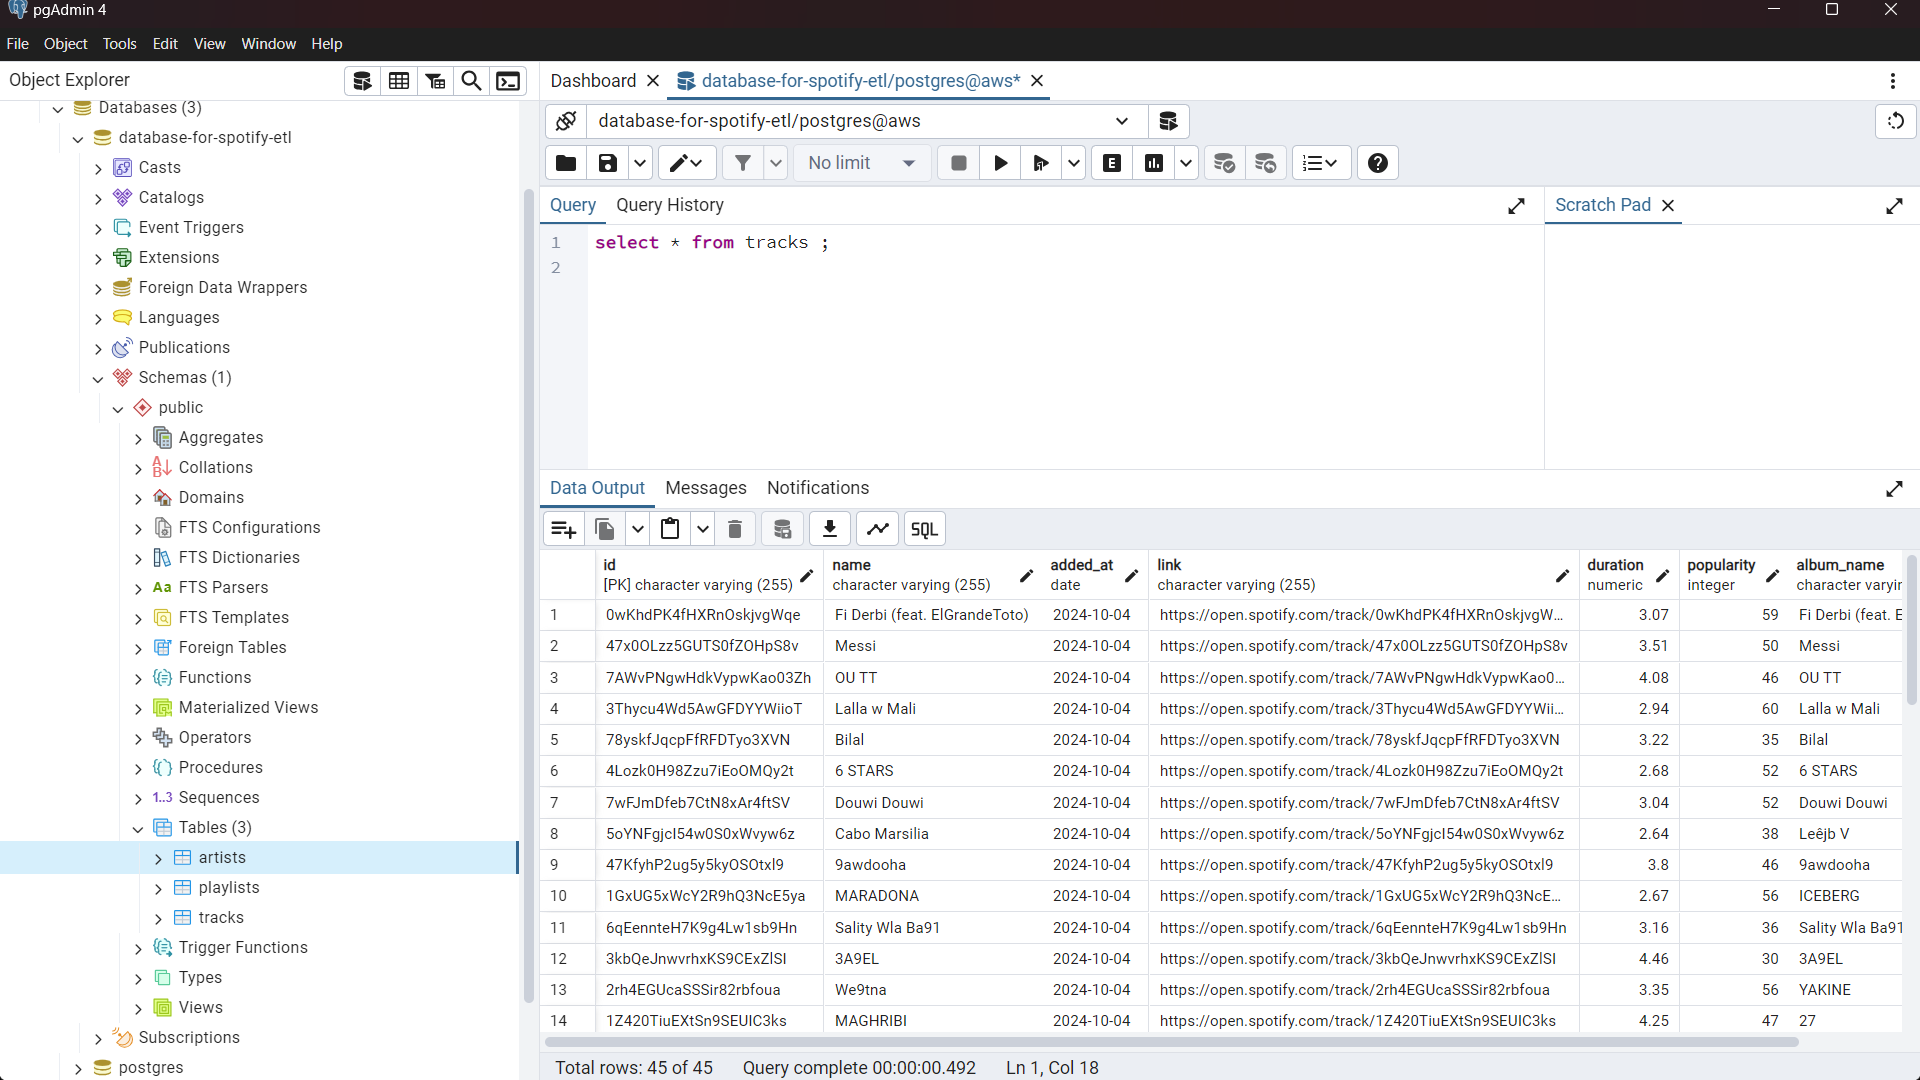 pgAdmin 4
File Object Tools Edit View Window Help
Object Explorer
Databases (3)
database-for-spotify-etl
Casts
Catalogs
Event Triggers
Extensions
Foreign Data Wrappers
Languages
Publications
Schemas (1)
public
Aggregates
Collations
Domains
FTS Configurations
FTS Dictionaries
FTS Parsers
FTS Templates
Foreign Tables
Functions
Materialized Views
Operators
Procedures
Sequences
Tables (3)
artists
playlists
tracks
Trigger Functions
Types
Views
Subscriptions
postgres
Dashboard database-for-spotify-etl/postgres@aws*
database-for-spotify-etl/postgres@aws
No limit E
Query Query History Scratch Pad
1 select * from tracks ;
2
Data Output Messages Notifications
SQL
id name added_at link duration popularity album_name
[PK] character varying (255) character varying (255) date character varying (255) numeric integer character varyin
1 0wKhdPK4fHXRnOskjvgWqe Fi Derbi (feat. ElGrandeToto) 2024-10-04 https://open.spotify.com/track/0wKhdPK4fHXRnOskjvgW... 3.07 59 Fi Derbi (feat. E
2 47x0OLzz5GUTS0fZOHpS8v Messi 2024-10-04 https://open.spotify.com/track/47x0OLzz5GUTS0fZOHpS8v 3.51 50 Messi
3 7AWvPNgwHdkVypwKao03Zh OU TT 2024-10-04 https://open.spotify.com/track/7AWvPNgwHdkVypwKao0... 4.08 46 OU TT
4 3Thycu4Wd5AwGFDYYWiioT Lalla w Mali 2024-10-04 https://open.spotify.com/track/3Thycu4Wd5AwGFDYYWii... 2.94 60 Lalla w Mali
5 78yskfJqcpFfRFDTyo3XVN Bilal 2024-10-04 https://open.spotify.com/track/78yskfJqcpFfRFDTyo3XVN 3.22 35 Bilal
6 4Lozk0H98Zzu7iEoOMQy2t 6 STARS 2024-10-04 https://open.spotify.com/track/4Lozk0H98Zzu7iEoOMQy2t 2.68 52 6 STARS
7 7wFJmDfeb7CtN8xAr4ftSV Douwi Douwi 2024-10-04 https://open.spotify.com/track/7wFJmDfeb7CtN8xAr4ftSV 3.04 52 Douwi Douwi
8 5oYNFgjcI54w0S0xWvyw6z Cabo Marsilia 2024-10-04 https://open.spotify.com/track/5oYNFgjcI54w0S0xWvyw6z 2.64 38 Leêjb V
9 47KfyhP2ug5y5kyOSOtxl9 9awdooha 2024-10-04 https://open.spotify.com/track/47KfyhP2ug5y5kyOSOtxl9 3.8 46 9awdooha
10 1GxUG5xWcY2R9hQ3NcE5ya MARADONA 2024-10-04 https://open.spotify.com/track/1GxUG5xWcY2R9hQ3NcE... 2.67 56 ICEBERG
11 6qEennteH7K9g4Lw1sb9Hn Sality Wla Ba91 2024-10-04 https://open.spotify.com/track/6qEennteH7K9g4Lw1sb9Hn 3.16 36 Sality Wla Ba91
12 3kbQeJnwvrhxKS9CExZlSI 3A9EL 2024-10-04 https://open.spotify.com/track/3kbQeJnwvrhxKS9CExZlSI 4.46 30 3A9EL
13 2rh4EGUcaSSSir82rbfoua We9tna 2024-10-04 https://open.spotify.com/track/2rh4EGUcaSSSir82rbfoua 3.35 56 YAKINE
14 1Z420TiuEXtSn9SEUIC3ks MAGHRIBI 2024-10-04 https://open.spotify.com/track/1Z420TiuEXtSn9SEUIC3ks 4.25 47 27
Total rows: 45 of 45 Query complete 00:00:00.492 Ln 1, Col 18